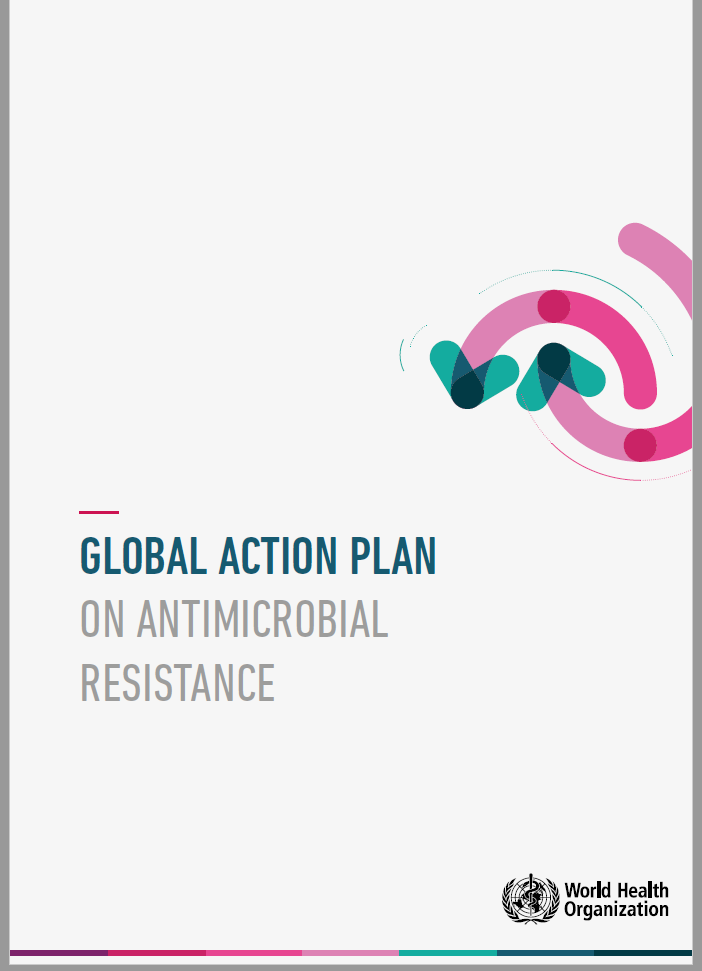 GLOBAL ACTION PLAN
ON ANTIMICROBIAL
RESISTANCE
World Health
Organization